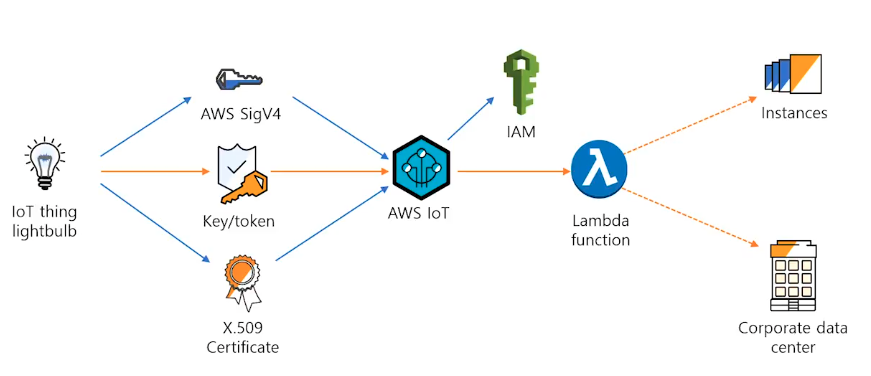 AWS SigV4
IAM
Instances
IoT thing
lightbulb
Key/token
AWS IoT
Lambda
function
X.509
Certificate
Corporate data
center